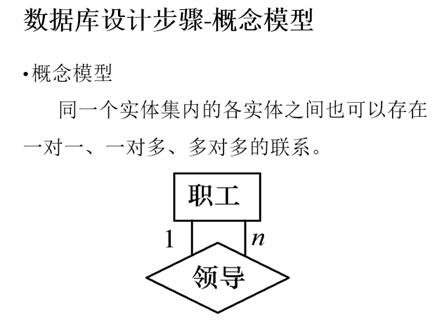 数据库设计步骤-概念模型
•概念模型
同一个实体集内的各实体之间也可以存在
一对一、一对多、多对多的联系。
职工
1 n
领导